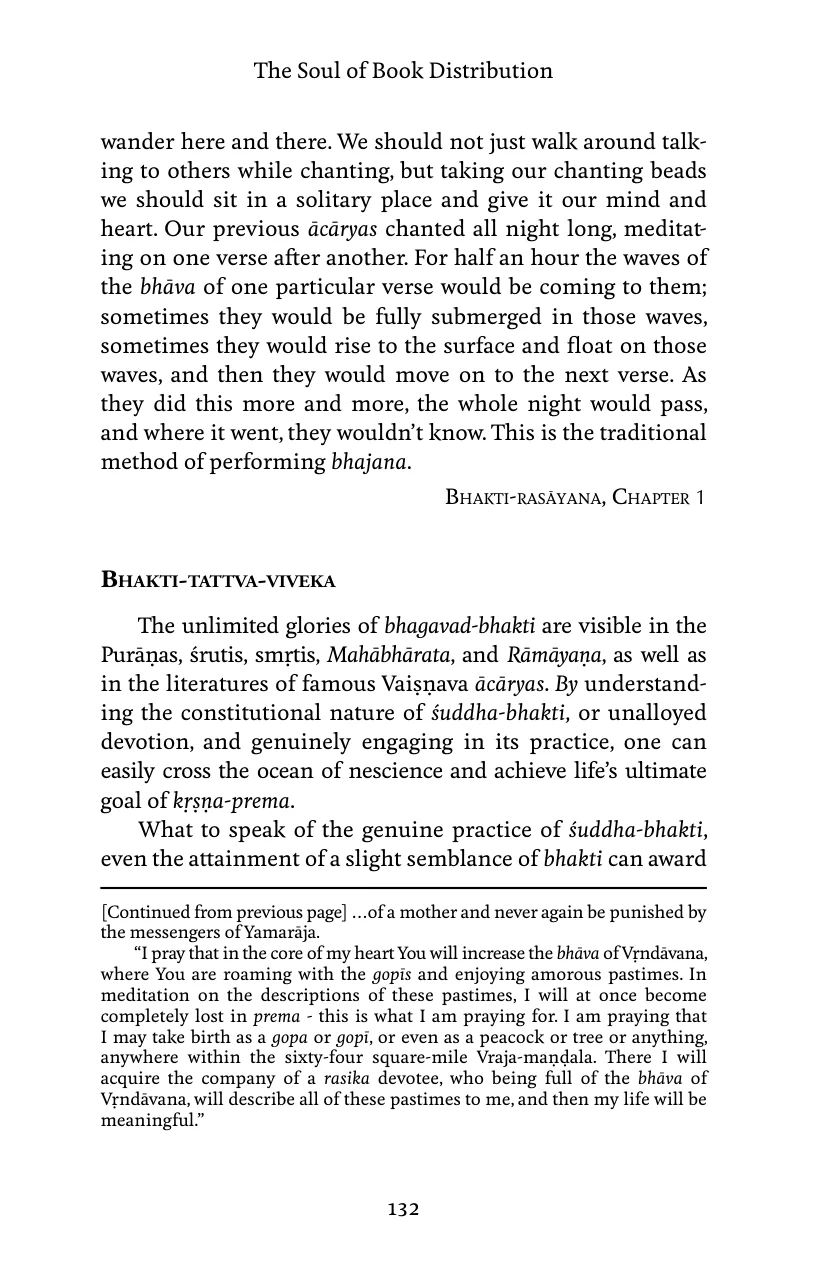 The Soul of Book Distribution
wander here and there. We should not just walk around talk-
ing to others while chanting, but taking our chanting beads
we should sit in a solitary place and give it our mind and
heart. Our previous ācāryas chanted all night long, meditat-
ing on one verse after another. For half an hour the waves of
the bhāva of one particular verse would be coming to them;
sometimes they would be fully submerged in those waves,
sometimes they would rise to the surface and float on those
waves, and then they would move on to the next verse. As
they did this more and more, the whole night would pass,
and where it went, they wouldn’t know. This is the traditional
method of performing bhajana.
Bhakti-rasāyana, Chapter 1
Bhakti-tattva-viveka
The unlimited glories of bhagavad-bhakti are visible in the
Purāṇas, śrutis, smṛtis, Mahābhārata, and Rāmāyaṇa, as well as
in the literatures of famous Vaiṣṇava ācāryas. By understand-
ing the constitutional nature of śuddha-bhakti, or unalloyed
devotion, and genuinely engaging in its practice, one can
easily cross the ocean of nescience and achieve life’s ultimate
goal of kṛṣṇa-prema.
What to speak of the genuine practice of śuddha-bhakti,
even the attainment of a slight semblance of bhakti can award
[Continued from previous page] …of a mother and never again be punished by
the messengers of Yamarāja.
“I pray that in the core of my heart You will increase the bhāva of Vṛndāvana,
where You are roaming with the gopīs and enjoying amorous pastimes. In
meditation on the descriptions of these pastimes, I will at once become
completely lost in prema - this is what I am praying for. I am praying that
I may take birth as a gopa or gopī, or even as a peacock or tree or anything,
anywhere within the sixty-four square-mile Vraja-maṇḍala. There I will
acquire the company of a rasika devotee, who being full of the bhāva of
Vṛndāvana, will describe all of these pastimes to me, and then my life will be
meaningful.”
132